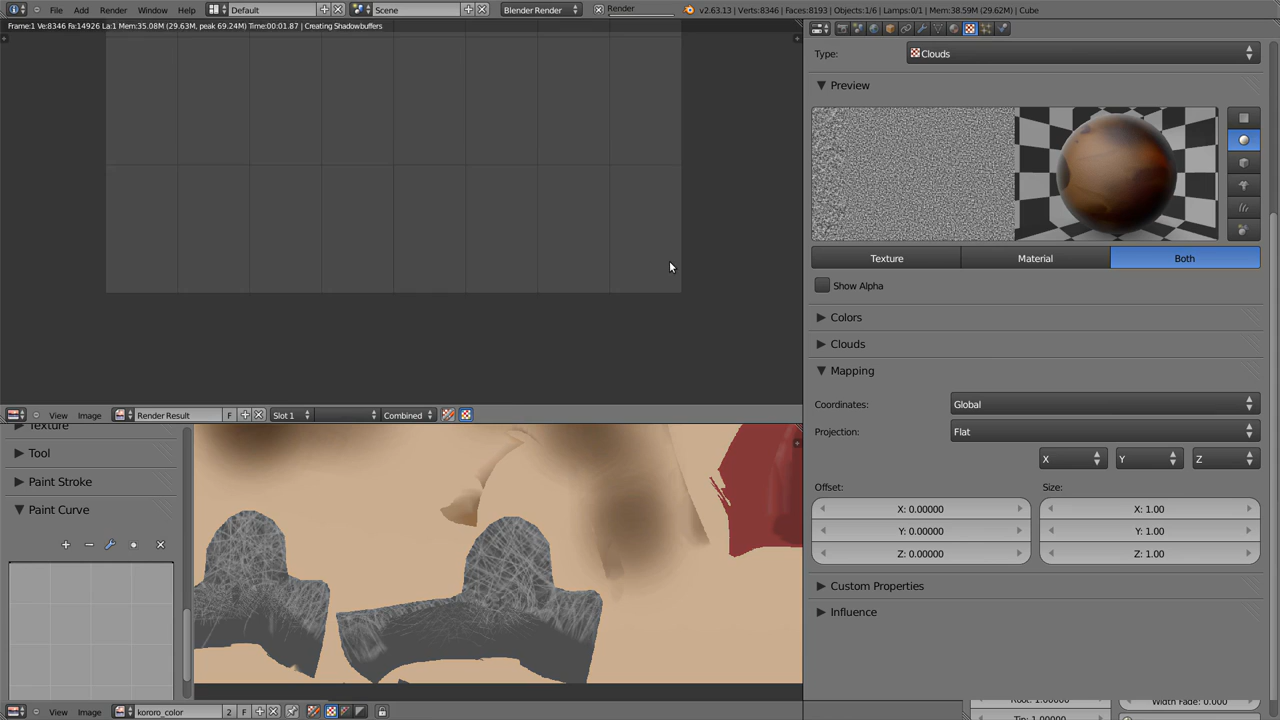 File Add Render Window Help Default Scene Blender Render Render v2.63.13 | Verts:8346 | Faces:8193 | Objects:1/6 | Lamps:0/1 | Mem:38.59M (29.62M) | Cube
Frame:1 Ve:8346 Fa:14926 La:1 Mem:35.08M (29.63M, peak 69.24M) Time:00:01.87 | Creating Shadowbuffers
Type: Clouds
Preview
Texture Material Both
Show Alpha
Colors
Clouds
Mapping
Coordinates: Global
Projection: Flat
X Y Z
Offset: Size:
X: 0.00000 X: 1.00
Y: 0.00000 Y: 1.00
Z: 0.00000 Z: 1.00
Custom Properties
Influence
Width Fade: 0.000
Tip: 1.00000
View Image Render Result F Slot 1 Combined
Texture
Tool
Paint Stroke
Paint Curve
View Image kororo_color 2 F